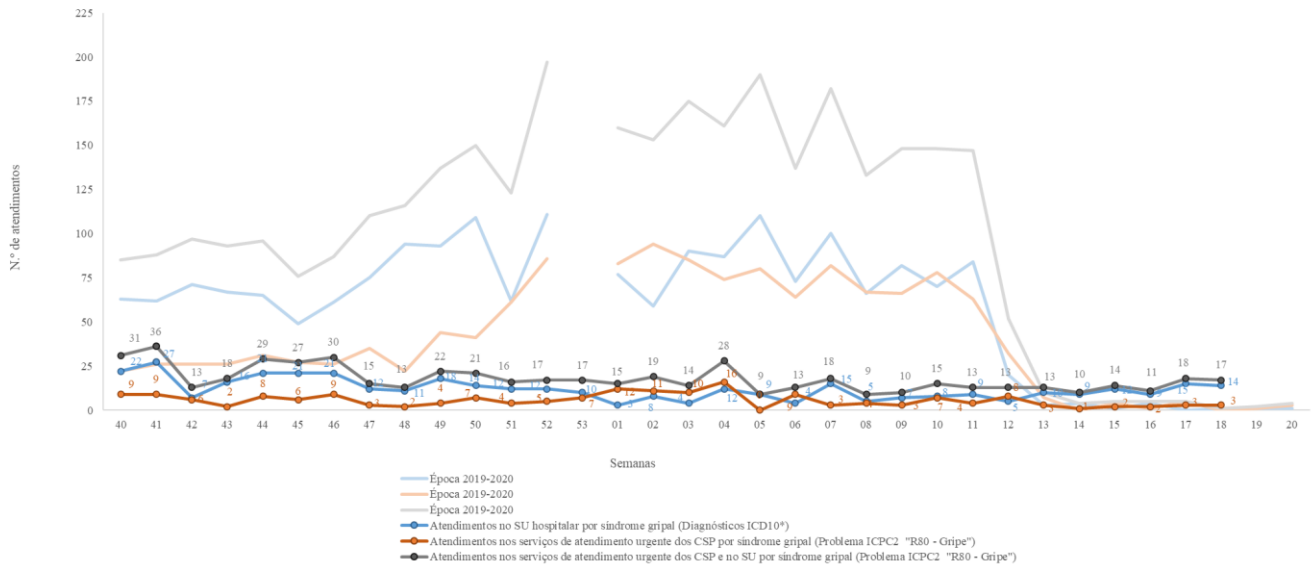 225
200
175
150
125
100
75
50
25
0
N.º de atendimentos
31 36 13 18 29 27 30 15 13 22 21 16 17 17 15 19 14 28 9 13 18 9 10 15 13 13 13 10 14 11 18 17
22 27 7 16 21 21 12 11 18 14 12 10 3 8 4 12 9 4 15 5 8 9 5 9 15 14
9 9 6 2 8 6 9 3 2 4 7 4 5 7 12 11 10 16 9 3 4 3 7 4 8 3 1 2 2 3 3
40 41 42 43 44 45 46 47 48 49 50 51 52 53 01 02 03 04 05 06 07 08 09 10 11 12 13 14 15 16 17 18 19 20
Semanas
Época 2019-2020
Época 2019-2020
Época 2019-2020
Atendimentos no SU hospitalar por síndrome gripal (Diagnósticos ICD10*)
Atendimentos nos serviços de atendimento urgente dos CSP por síndrome gripal (Problema ICPC2 "R80 - Gripe")
Atendimentos nos serviços de atendimento urgente dos CSP e no SU por síndrome gripal (Problema ICPC2 "R80 - Gripe")